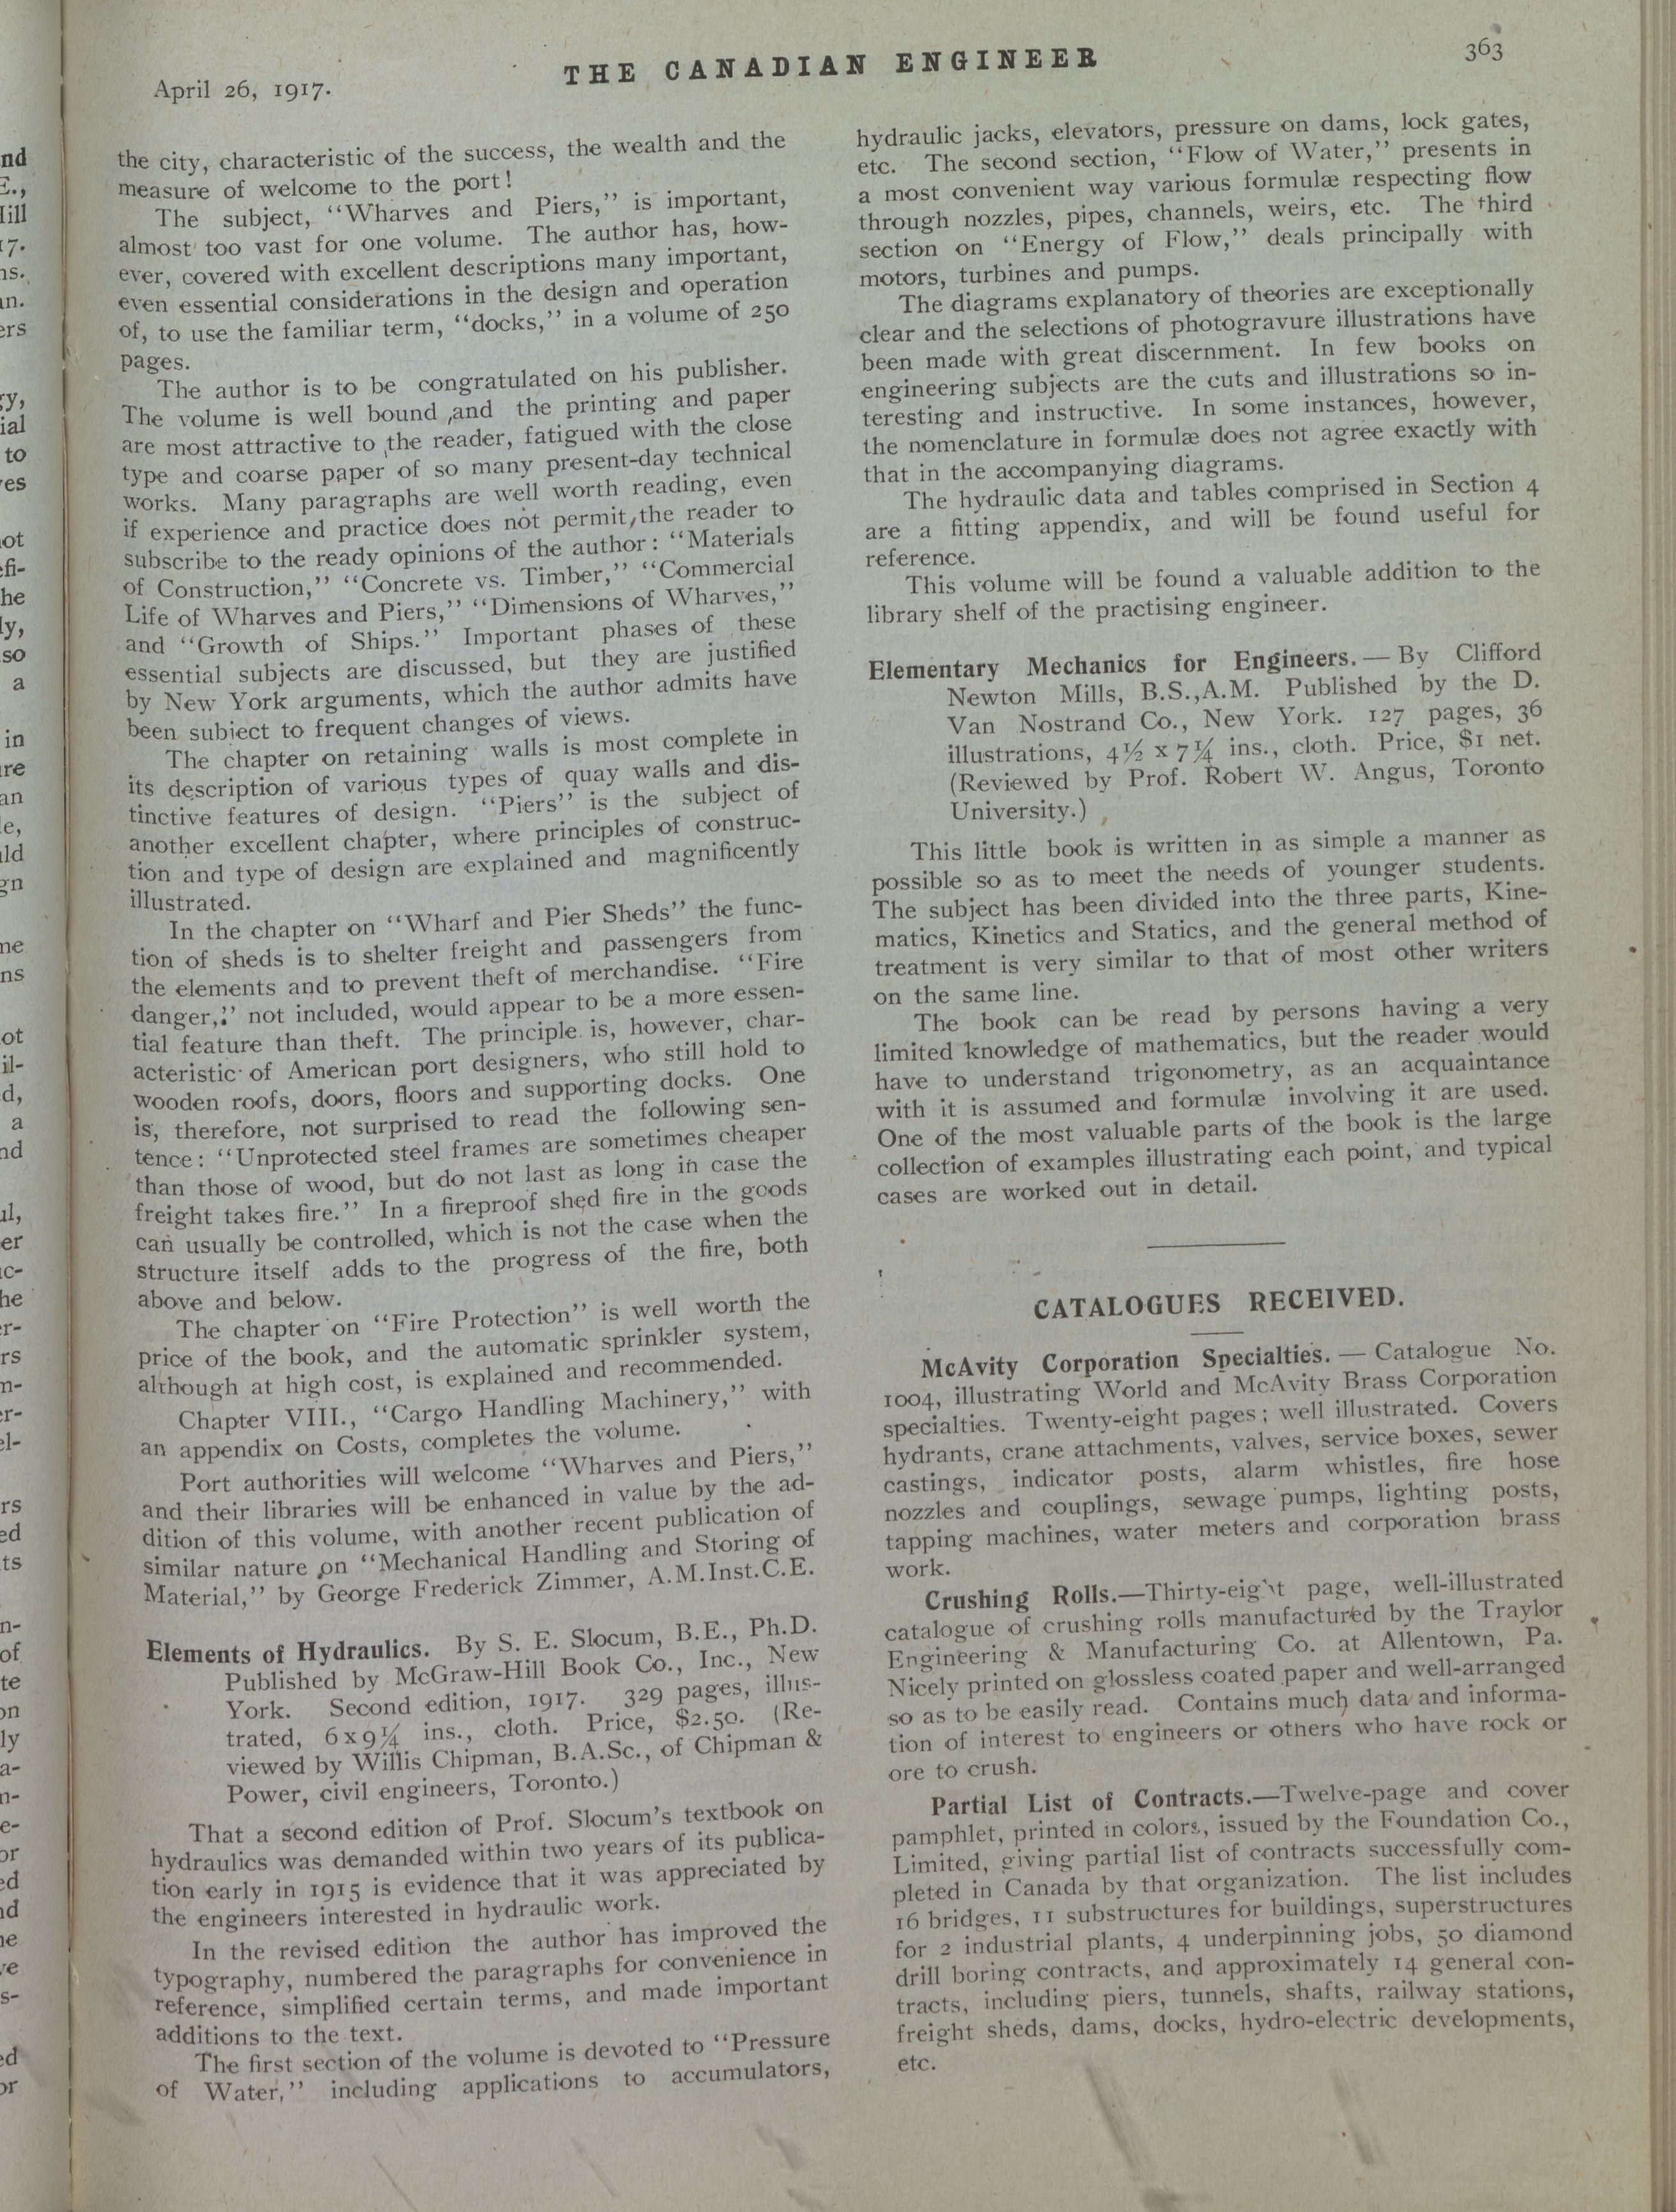 April 26, 1917.
THE CANADIAN ENGINEER
363
the city, characteristic of the success, the wealth and the
measure of welcome to the port!
The subject, “Wharves and Piers,” is important,
almost too vast for one volume. The author has, how-
ever, covered with excellent descriptions many important,
even essential considerations in the design and operation
of, to use the familiar term, “docks,” in a volume of 250
pages.
The author is to be congratulated on his publisher.
The volume is well bound and the printing and paper
are most attractive to the reader, fatigued with the close
type and coarse paper of so many present-day technical
works. Many paragraphs are well worth reading, even
if experience and practice does not permit the reader to
subscribe to the ready opinions of the author: “Materials
of Construction,” “Concrete vs. Timber,” “Commercial
Life of Wharves and Piers,” “Dimensions of Wharves,”
and “Growth of Ships.” Important phases of these
essential subjects are discussed, but they are justified
by New York arguments, which the author admits have
been subject to frequent changes of views.
The chapter on retaining walls is most complete in
its description of various types of quay walls and dis-
tinctive features of design. “Piers” is the subject of
another excellent chapter, where principles of construc-
tion and type of design are explained and magnificently
illustrated.
In the chapter on “Wharf and Pier Sheds” the func-
tion of sheds is to shelter freight and passengers from
the elements and to prevent theft of merchandise. “Fire
danger,” not included, would appear to be a more essen-
tial feature than theft. The principle is, however, char-
acteristic of American port designers, who still hold to
wooden roofs, doors, floors and supporting docks. One
is, therefore, not surprised to read the following sen-
tence: “Unprotected steel frames are sometimes cheaper
than those of wood, but do not last as long in case the
freight takes fire.” In a fireproof shed fire in the goods
can usually be controlled, which is not the case when the
structure itself adds to the progress of the fire, both
above and below.
The chapter on “Fire Protection” is well worth the
price of the book, and the automatic sprinkler system,
although at high cost, is explained and recommended.
Chapter VIII., “Cargo Handling Machinery,” with
an appendix on Costs, completes the volume.
Port authorities will welcome “Wharves and Piers,”
and their libraries will be enhanced in value by the ad-
dition of this volume, with another recent publication of
similar nature on “Mechanical Handling and Storing of
Material,” by George Frederick Zimmer, A.M.Inst.C.E.
Elements of Hydraulics. By S. E. Slocum, B.E., Ph.D.
Published by McGraw-Hill Book Co., Inc., New
York. Second edition, 1917. 329 pages, illus-
trated, 6 x 9¼ ins., cloth. Price, $2.50. (Re-
viewed by Willis Chipman, B.A.Sc., of Chipman &
Power, civil engineers, Toronto.)
That a second edition of Prof. Slocum’s textbook on
hydraulics was demanded within two years of its publica-
tion early in 1915 is evidence that it was appreciated by
the engineers interested in hydraulic work.
In the revised edition the author has improved the
typography, numbered the paragraphs for convenience in
reference, simplified certain terms, and made important
additions to the text.
The first section of the volume is devoted to “Pressure
of Water,” including applications to accumulators,
hydraulic jacks, elevators, pressure on dams, lock gates,
etc. The second section, “Flow of Water,” presents in
a most convenient way various formulæ respecting flow
through nozzles, pipes, channels, weirs, etc. The third
section on “Energy of Flow,” deals principally with
motors, turbines and pumps.
The diagrams explanatory of theories are exceptionally
clear and the selections of photogravure illustrations have
been made with great discernment. In few books on
engineering subjects are the cuts and illustrations so in-
teresting and instructive. In some instances, however,
the nomenclature in formulæ does not agree exactly with
that in the accompanying diagrams.
The hydraulic data and tables comprised in Section 4
are a fitting appendix, and will be found useful for
reference.
This volume will be found a valuable addition to the
library shelf of the practising engineer.
Elementary Mechanics for Engineers. — By Clifford
Newton Mills, B.S.,A.M. Published by the D.
Van Nostrand Co., New York. 127 pages, 36
illustrations, 4½ x 7¼ ins., cloth. Price, $1 net.
(Reviewed by Prof. Robert W. Angus, Toronto
University.)
This little book is written in as simple a manner as
possible so as to meet the needs of younger students.
The subject has been divided into the three parts, Kine-
matics, Kinetics and Statics, and the general method of
treatment is very similar to that of most other writers
on the same line.
The book can be read by persons having a very
limited knowledge of mathematics, but the reader would
have to understand trigonometry, as an acquaintance
with it is assumed and formulæ involving it are used.
One of the most valuable parts of the book is the large
collection of examples illustrating each point, and typical
cases are worked out in detail.
CATALOGUES RECEIVED.
McAvity Corporation Specialties. — Catalogue No.
1004, illustrating World and McAvity Brass Corporation
specialties. Twenty-eight pages; well illustrated. Covers
hydrants, crane attachments, valves, service boxes, sewer
castings, indicator posts, alarm whistles, fire hose
nozzles and couplings, sewage pumps, lighting posts,
tapping machines, water meters and corporation brass
work.
Crushing Rolls.—Thirty-eight page, well-illustrated
catalogue of crushing rolls manufactured by the Traylor
Engineering & Manufacturing Co. at Allentown, Pa.
Nicely printed on glossless coated paper and well-arranged
so as to be easily read. Contains much data and informa-
tion of interest to engineers or others who have rock or
ore to crush.
Partial List of Contracts.—Twelve-page and cover
pamphlet, printed in colors, issued by the Foundation Co.,
Limited, giving partial list of contracts successfully com-
pleted in Canada by that organization. The list includes
16 bridges, 11 substructures for buildings, superstructures
for 2 industrial plants, 4 underpinning jobs, 50 diamond
drill boring contracts, and approximately 14 general con-
tracts, including piers, tunnels, shafts, railway stations,
freight sheds, dams, docks, hydro-electric developments,
etc.